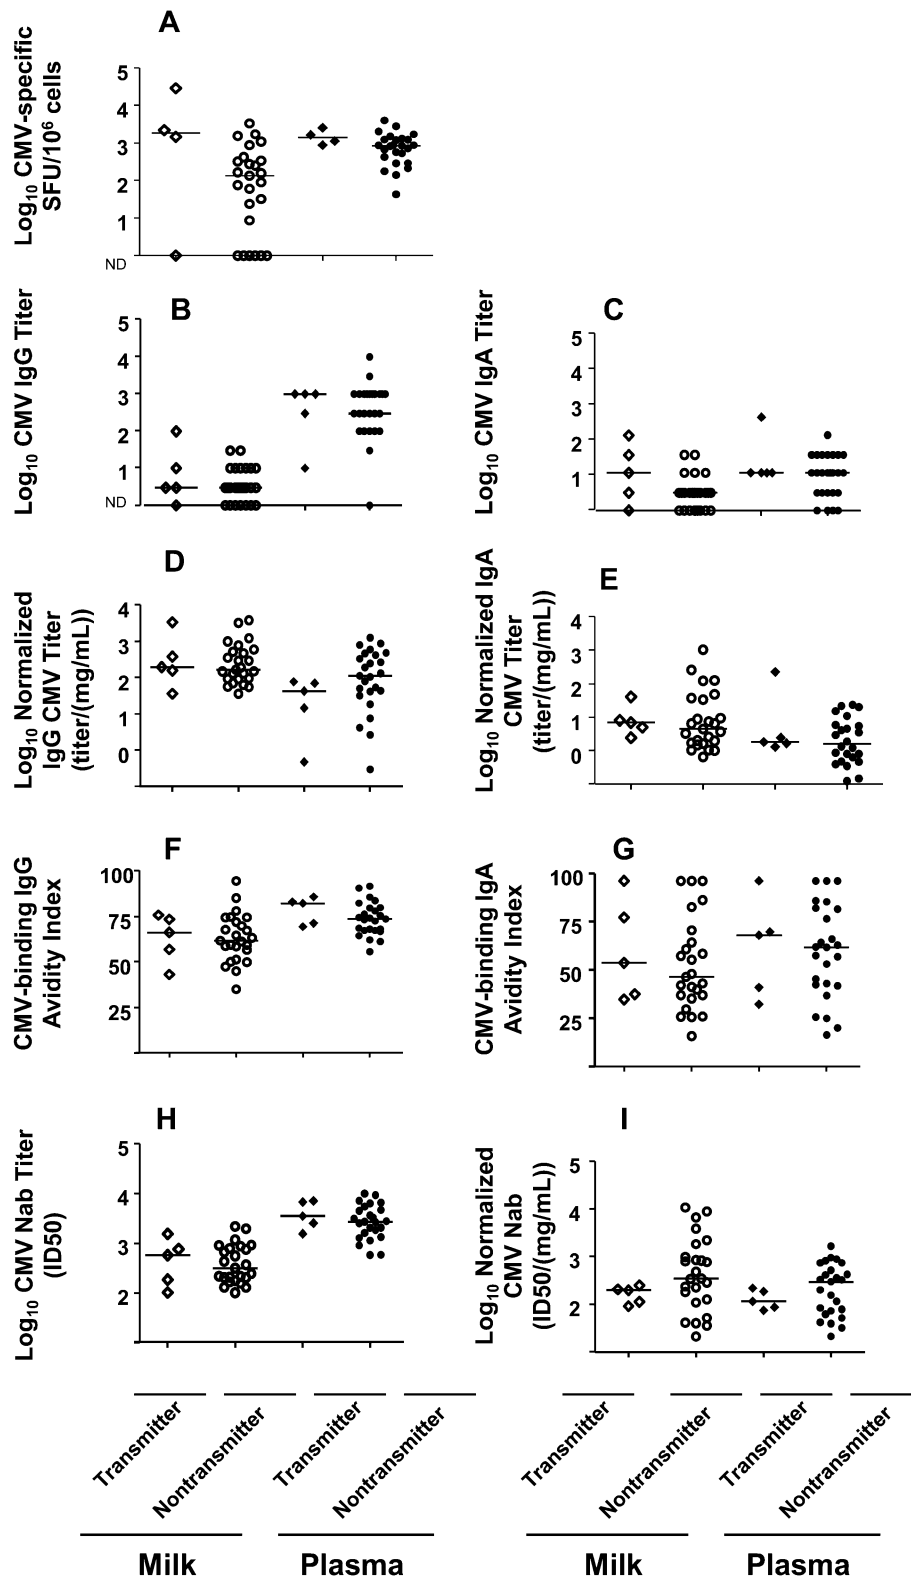 A
Log10 CMV-specific
SFU/10^6 cells
5
4
3
2
1
ND
B
Log10 CMV IgG Titer
5
4
3
2
1
ND
C
Log10 CMV IgA Titer
5
4
3
2
1
D
Log10 Normalized
IgG CMV Titer
(titer/(mg/mL))
4
3
2
1
0
E
Log10 Normalized IgA
CMV Titer
(titer/(mg/mL))
4
3
2
1
0
F
CMV-binding IgG
Avidity Index
100
75
50
25
G
CMV-binding IgA
Avidity Index
100
75
50
25
H
Log10 CMV Nab Titer
(ID50)
5
4
3
2
I
Log10 Normalized
CMV Nab
(ID50/(mg/mL))
5
4
3
2
Transmitter
Nontransmitter
Transmitter
Nontransmitter
Transmitter
Nontransmitter
Transmitter
Nontransmitter
Milk
Plasma
Milk
Plasma